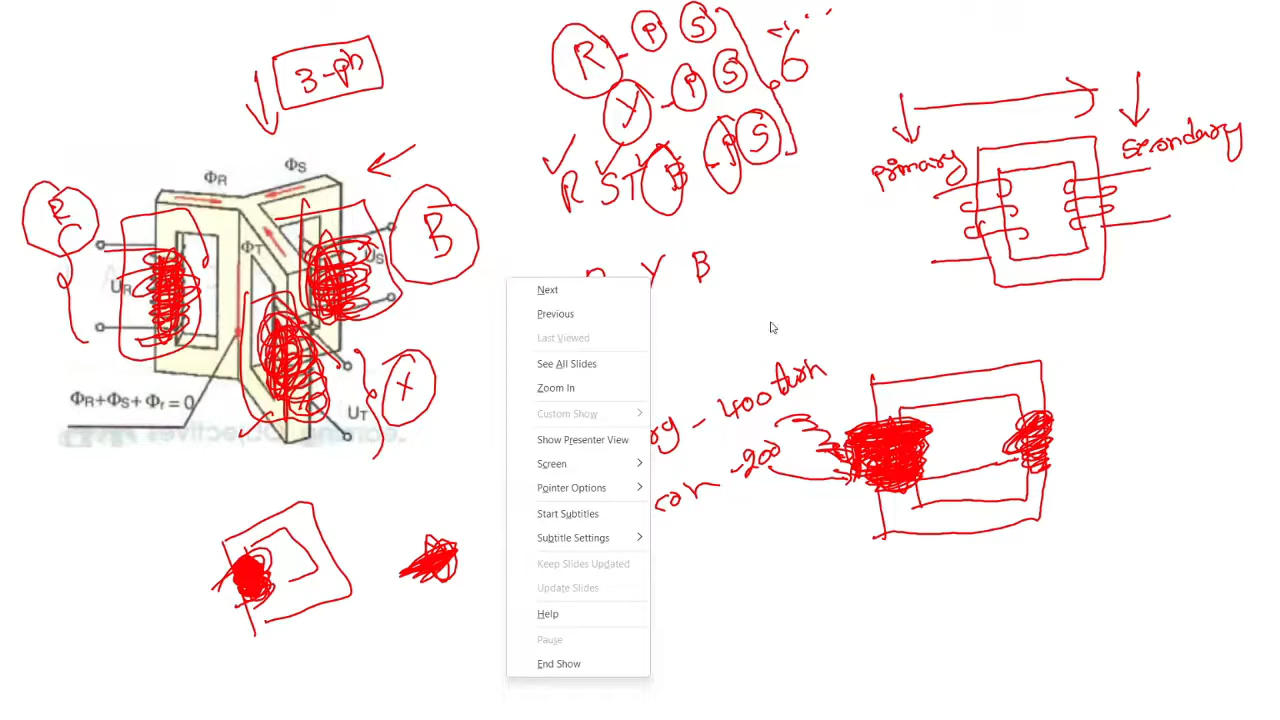 3-ph
R - P S
Y - P S
B - P S
6
R S T
Y B
ΦR
ΦS
ΦT
R
B
Y
UR
US
UT
ΦR+ΦS+Φr=0
primary
secondary
400 turn
-200
Next
Previous
Last Viewed
See All Slides
Zoom In
Custom Show
Show Presenter View
Screen
Pointer Options
Start Subtitles
Subtitle Settings
Keep Slides Updated
Update Slides
Help
Pause
End Show